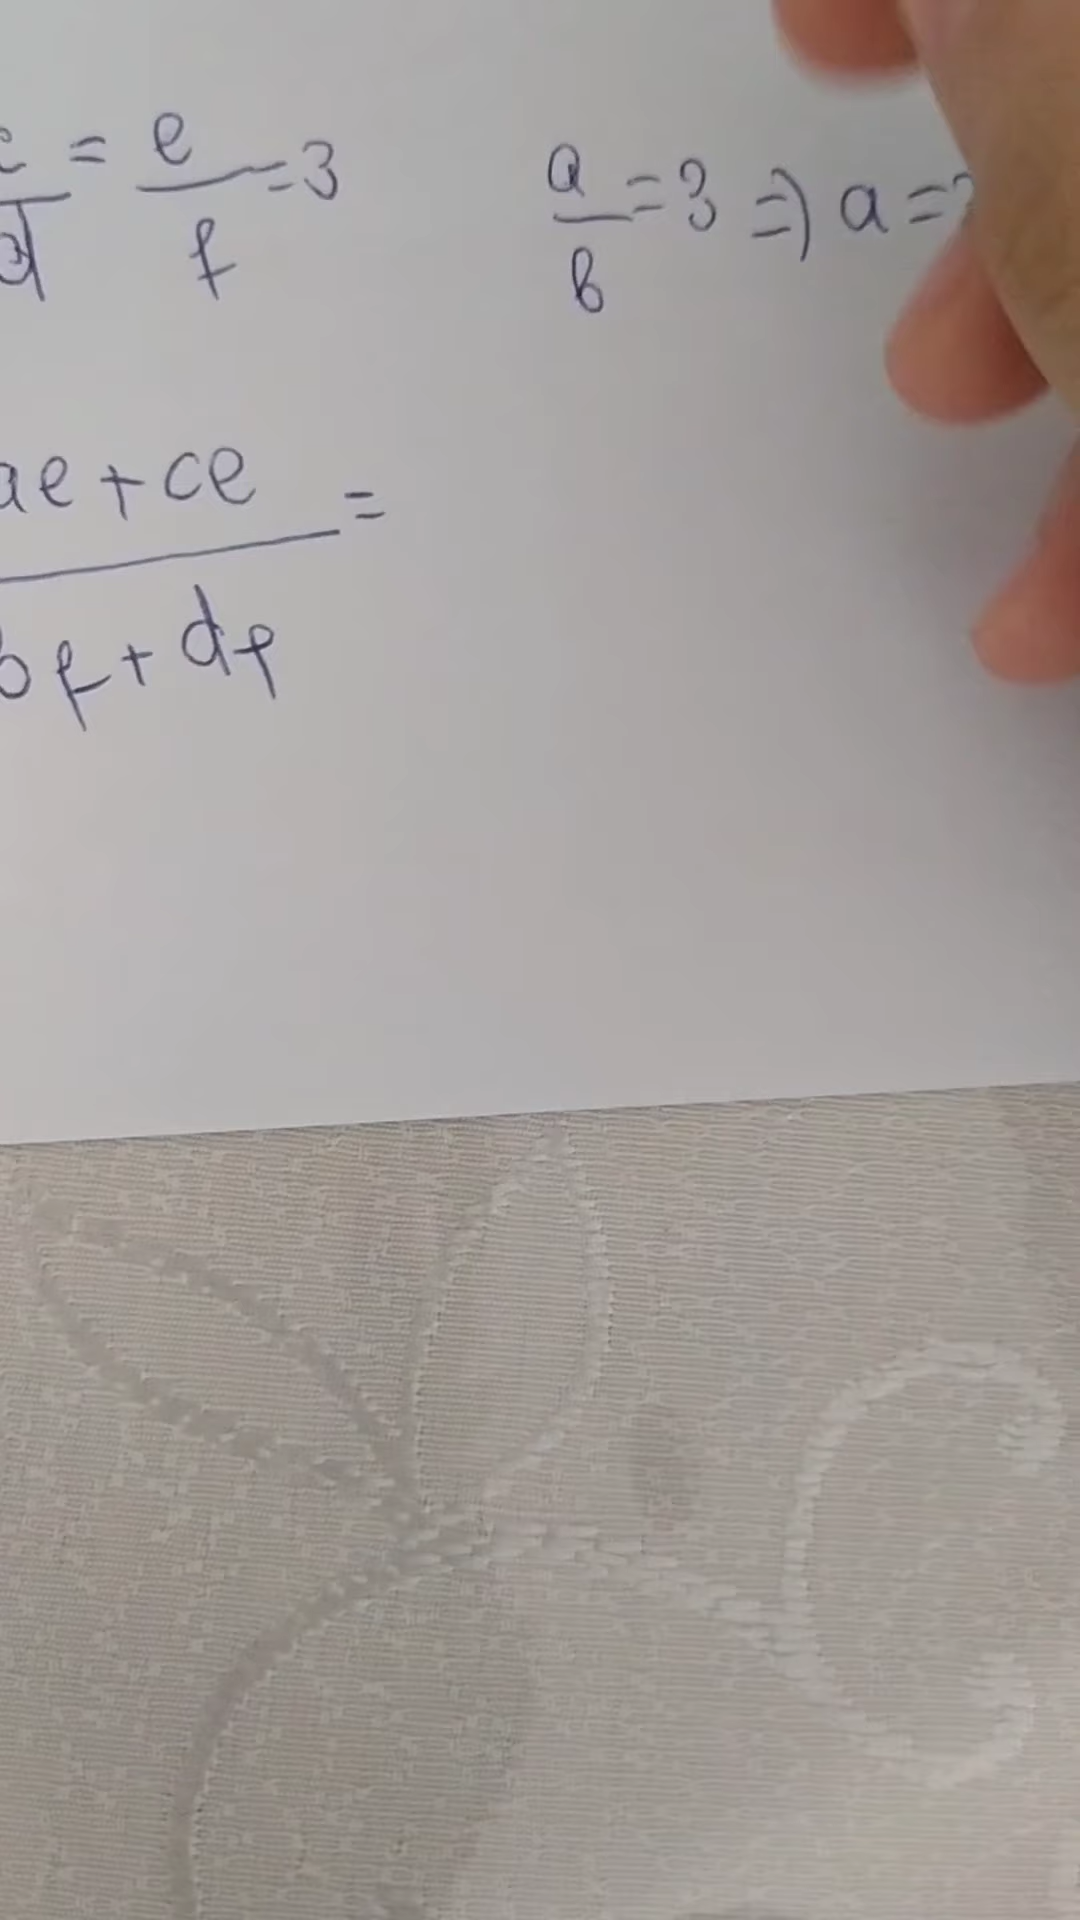 = e/f = 3
a/b = 3 => a =
ae + ce / bf + df =